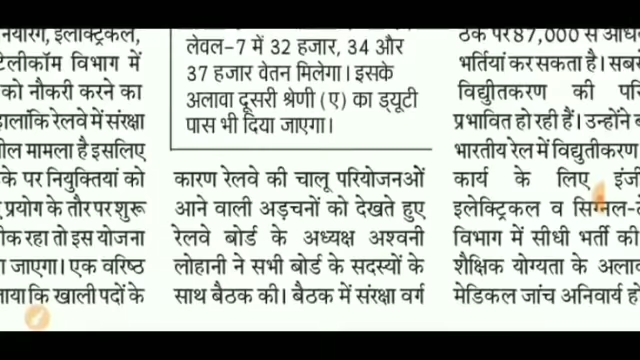 नियरिंग, इलेक्ट्रिकल,
टेलीकॉम विभाग में
को नौकरी करने का
हालांकि रेलवे में संरक्षा
शील मामला है इसलिए
के पर नियुक्तियां को
प्रयोग के तौर पर शुरू
ठीक रहा तो इस योजना
ा जाएगा। एक वरिष्ठ
ताया कि खाली पदों के
लेवल-7 में 32 हजार, 34 और
37 हजार वेतन मिलेगा। इसके
अलावा दूसरी श्रेणी (ए) का ड्यूटी
पास भी दिया जाएगा।
कारण रेलवे की चालू परियोजनओं
आने वाली अड़चनों को देखते हुए
रेलवे बोर्ड के अध्यक्ष अश्वनी
लोहानी ने सभी बोर्ड के सदस्यों के
साथ बैठक की। बैठक में संरक्षा वर्ग
ठेके पर 87,000 से
भर्तियां कर सकता है। सबसे
विद्युीतकरण की परि
प्रभावित हो रही हैं। उन्होंने
भारतीय रेल में विद्युतीकरण
कार्य के लिए इंजी
इलेक्ट्रिकल व सिग्नल-
विभाग में सीधी भर्ती की
शैक्षिक योग्यता के अलाव
मेडिकल जांच अनिवार्य हो